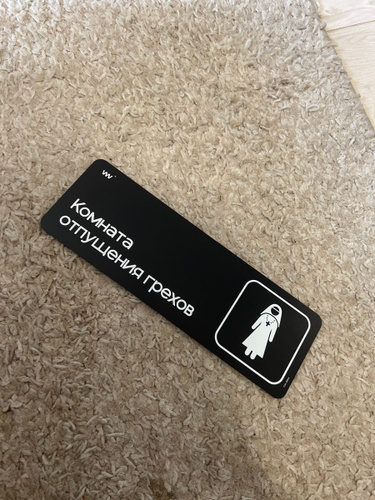 Комната
отпущения грехов